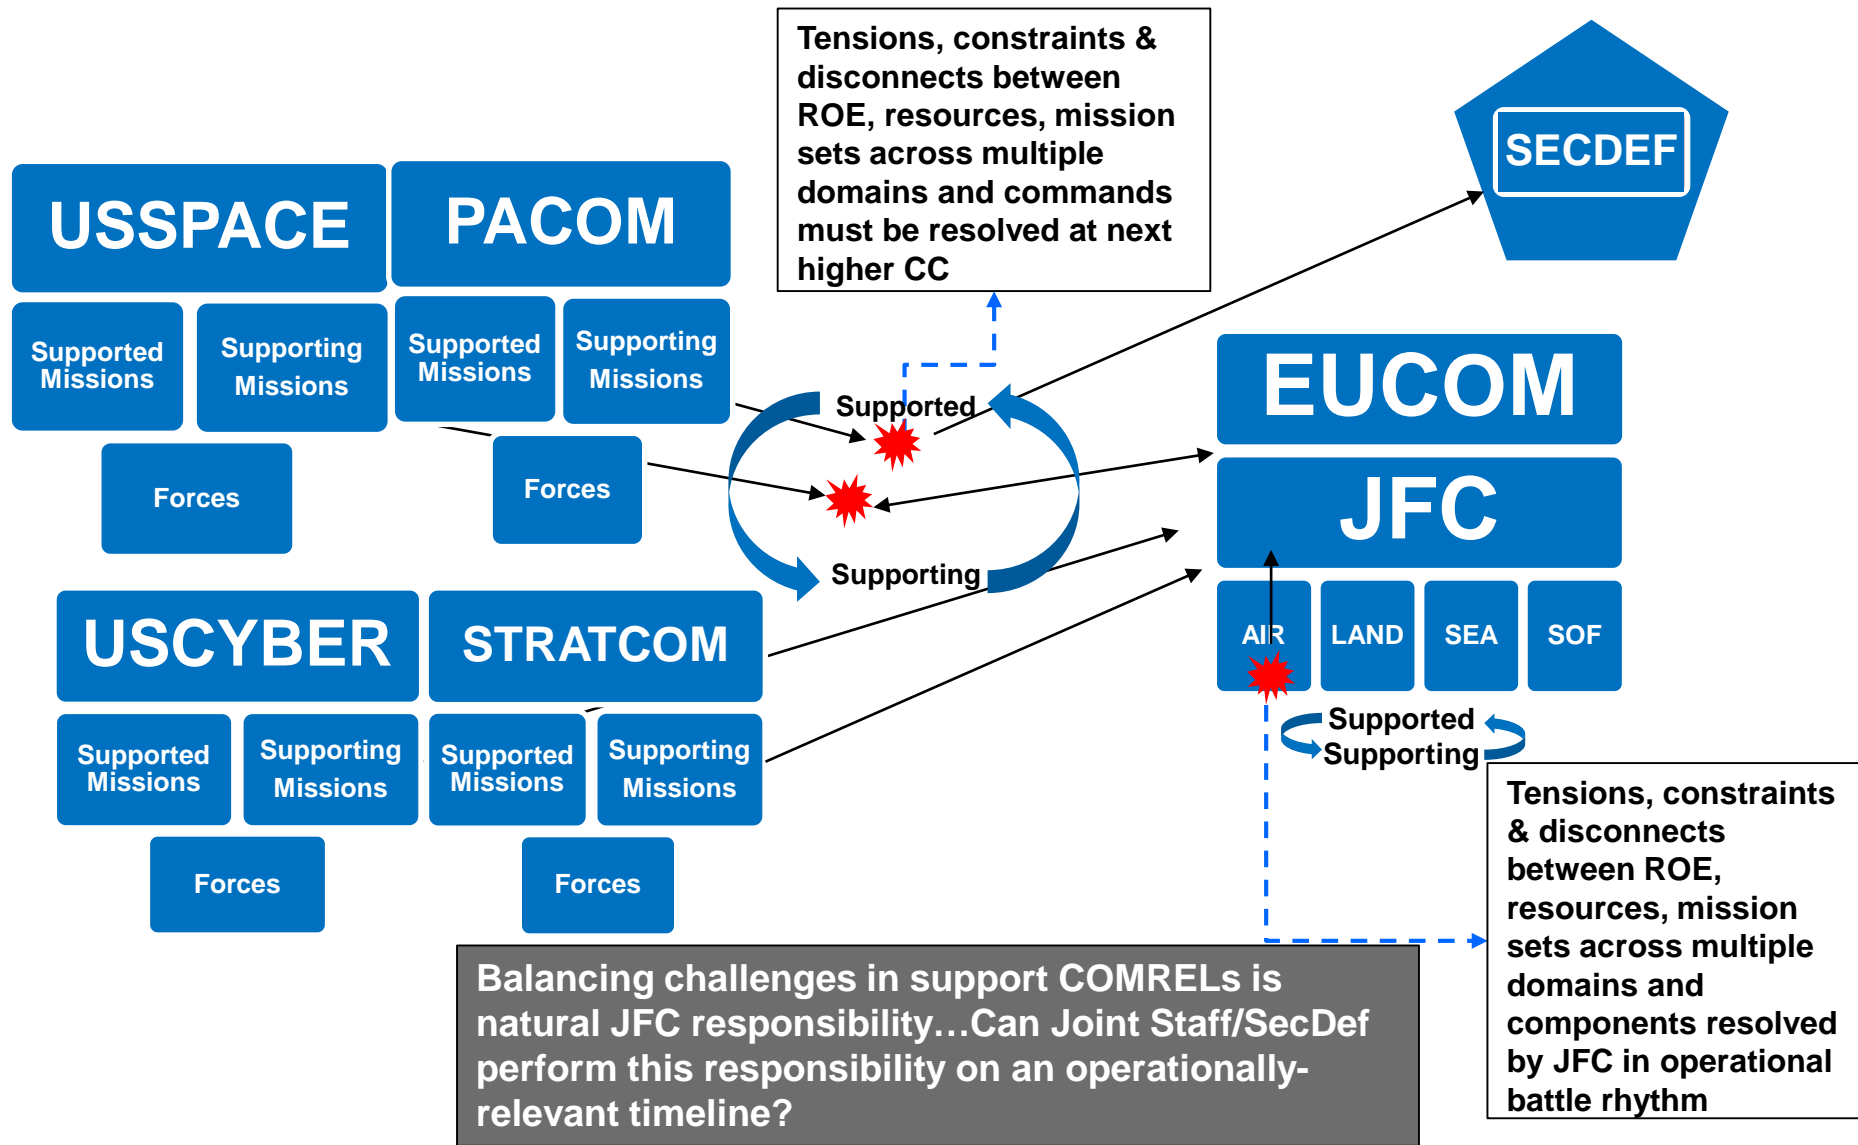 Tensions, constraints &
disconnects between
ROE, resources, mission
sets across multiple
domains and commands
must be resolved at next
higher CC
SECDEF
USSPACE
PACOM
Supported
Missions
Supporting
Missions
Supported
Missions
Supporting
Missions
Forces
Forces
Supported
Supporting
EUCOM
JFC
AIR
LAND
SEA
SOF
Supported
Supporting
USCYBER
STRATCOM
Supported
Missions
Supporting
Missions
Supported
Missions
Supporting
Missions
Forces
Forces
Tensions, constraints
& disconnects
between ROE,
resources, mission
sets across multiple
domains and
components resolved
by JFC in operational
battle rhythm
Balancing challenges in support COMRELs is
natural JFC responsibility…Can Joint Staff/SecDef
perform this responsibility on an operationally-
relevant timeline?